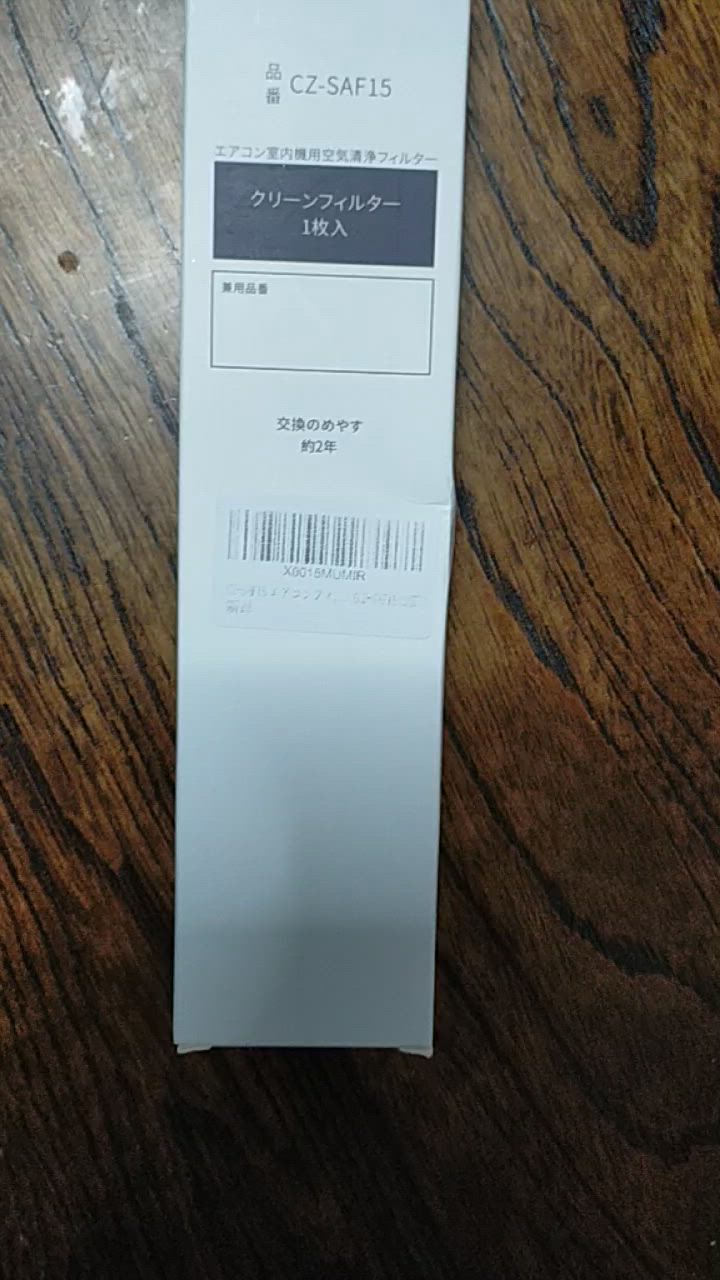 品番 CZ-SAF15
エアコン室内機用空気清浄フィルター
クリーンフィルター
1枚入
兼用品番
交換のめやす
約2年